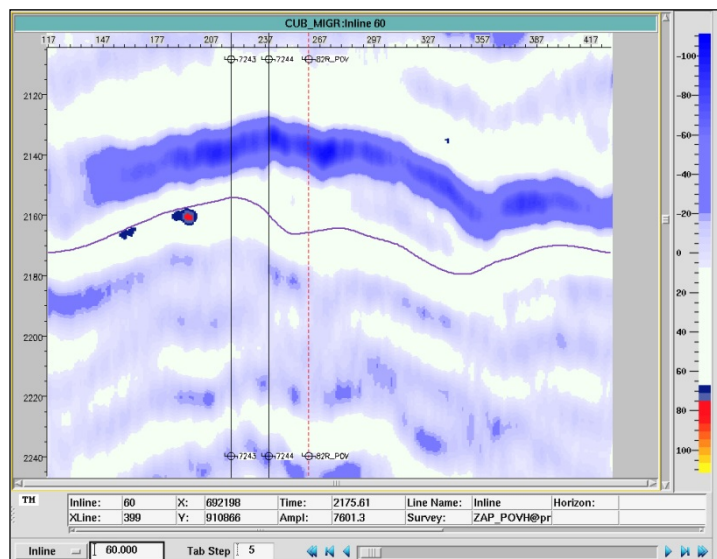 CUB_MIGR:Inline 60
117 147 177 207 237 267 297 327 357 387 417
2120
2140
2160
2180
2200
2220
2240
7243 7244 82R_POV
7243 7244 82R_POV
-100
-80
-60
-40
-20
0
20
40
60
80
100
TH
Inline: 60 X: 692198 Time: 2175.61 Line Name: Inline Horizon:
XLine: 399 Y: 910866 Ampl: 7601.3 Survey: ZAP_POVH@pr
Inline 60.000 Tab Step 5